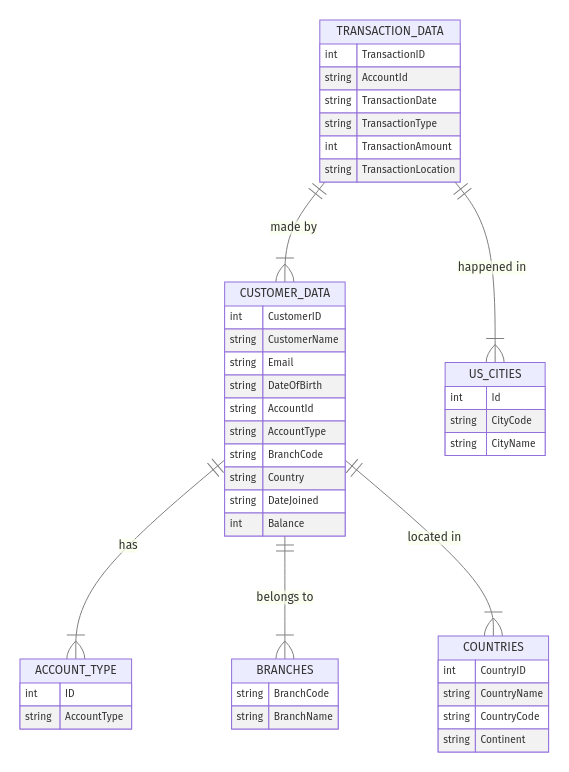 TRANSACTION_DATA
int TransactionID
string AccountId
string TransactionDate
string TransactionType
int TransactionAmount
string TransactionLocation
made by
happened in
CUSTOMER_DATA
int CustomerID
string CustomerName
string Email
string DateOfBirth
string AccountId
string AccountType
string BranchCode
string Country
string DateJoined
int Balance
US_CITIES
int Id
string CityCode
string CityName
has
belongs to
located in
ACCOUNT_TYPE
int ID
string AccountType
BRANCHES
string BranchCode
string BranchName
COUNTRIES
int CountryID
string CountryName
string CountryCode
string Continent